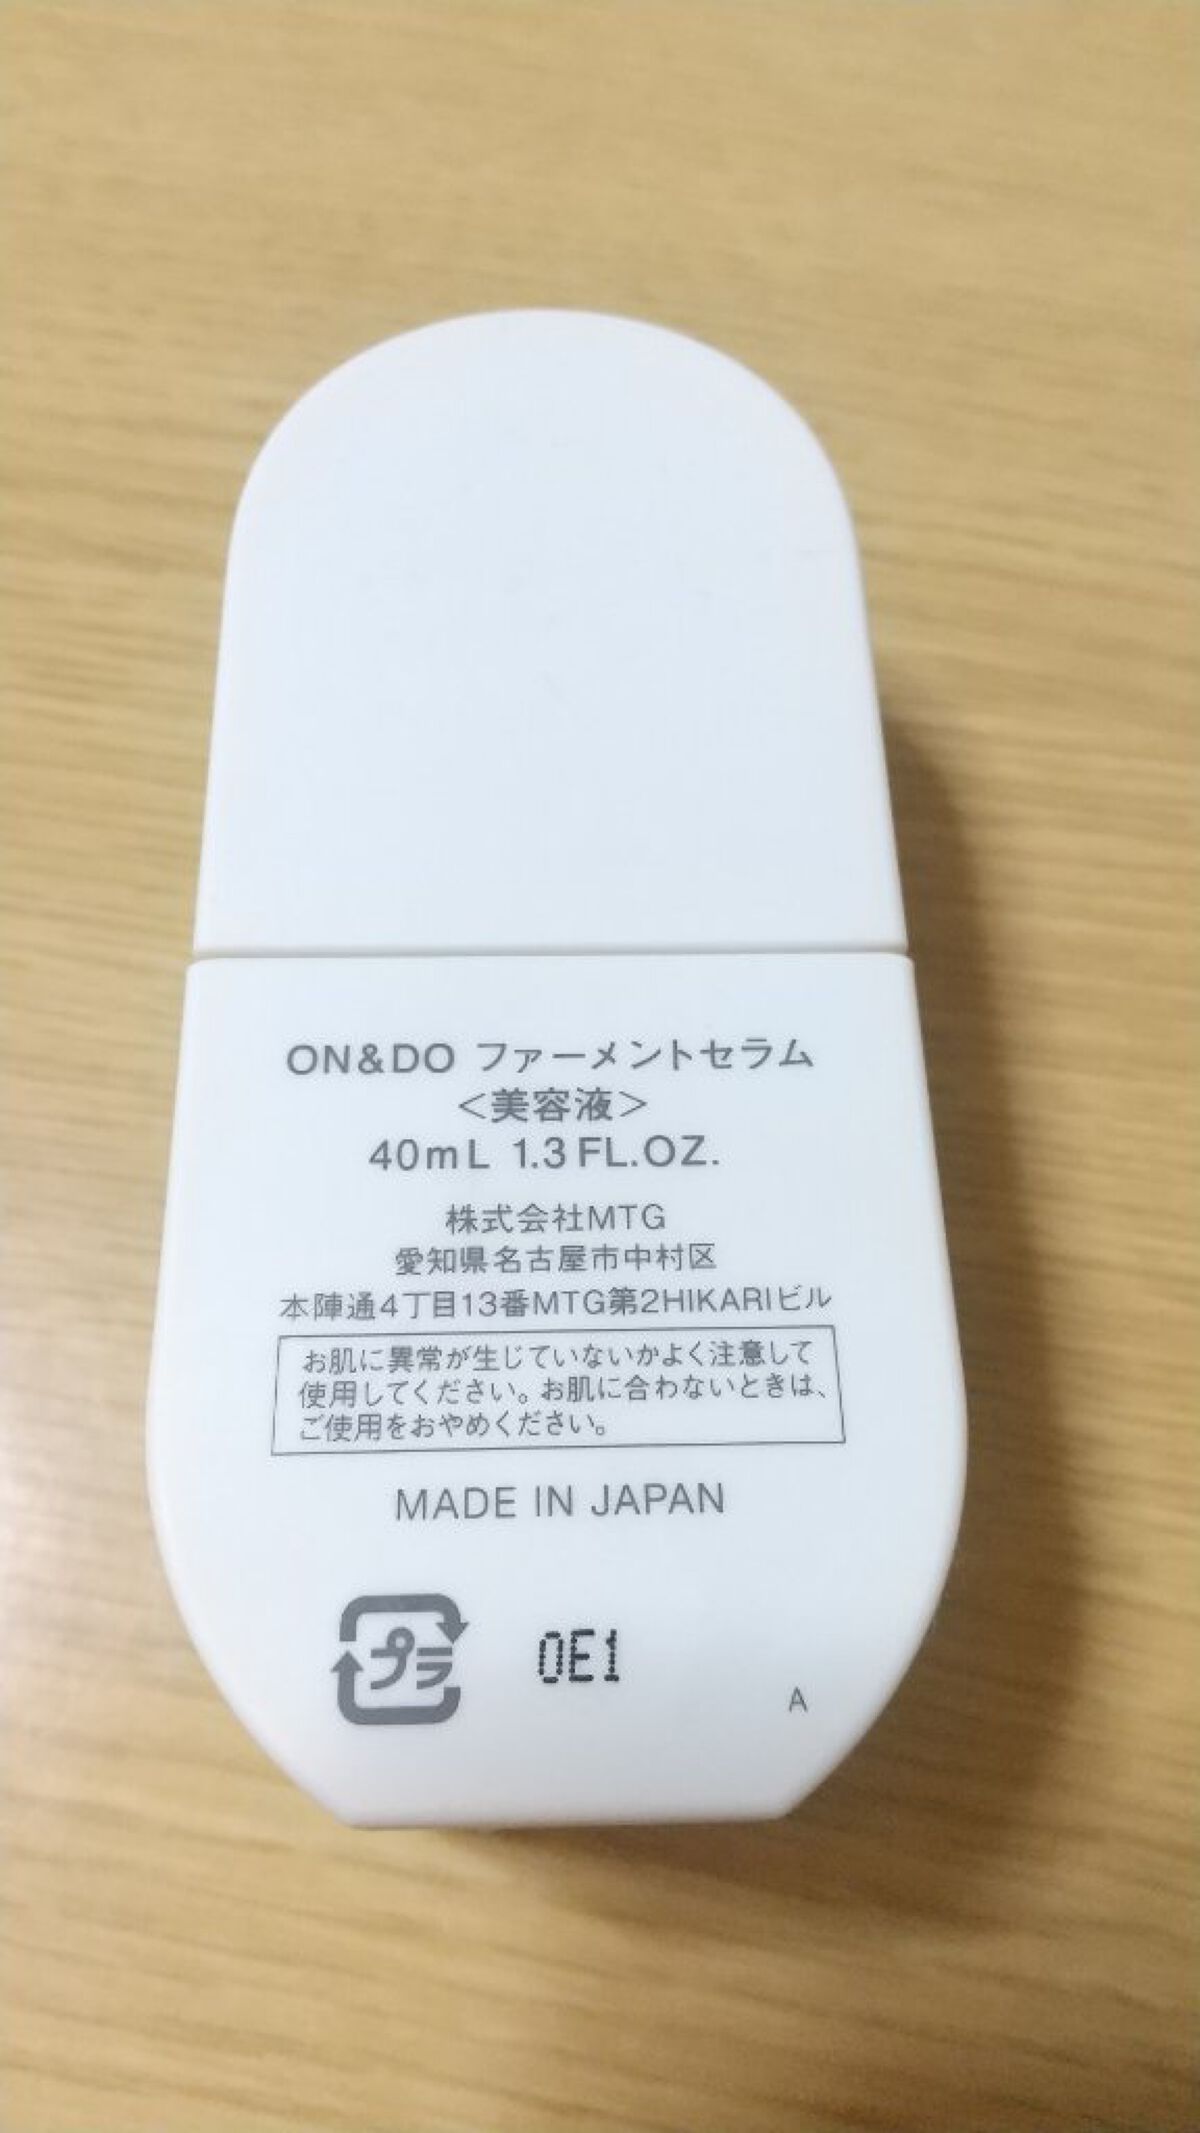 ON&DO ファーメントセラム
＜美容液＞
40mL 1.3 FL.OZ.
株式会社MTG
愛知県名古屋市中村区
本陣通4丁目13番MTG第2HIKARIビル
お肌に異常が生じていないかよく注意して
使用してください。お肌に合わないときは、
ご使用をおやめください。
MADE IN JAPAN
プラ
0E1
A